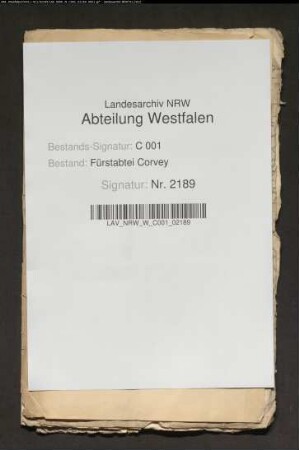 Landesarchiv NRW
Abteilung Westfalen
Bestands-Signatur: C 001
Bestand: Fürstabtei Corvey
Signatur: Nr. 2189
LAV_NRW_W_C001_02189